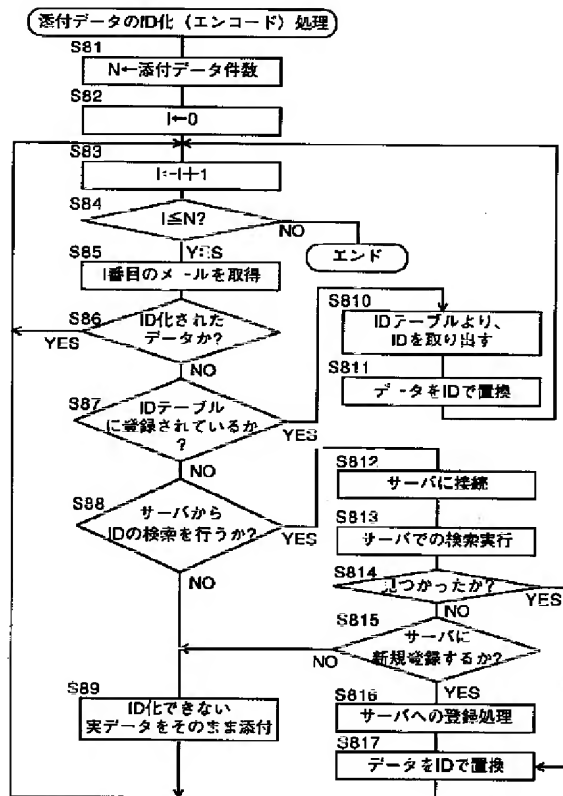 添付データのID化（エンコード）処理
S81
N←添付データ件数
S82
I←0
S83
I←I+1
S84
I≦N?
NO
エンド
YES
S85
I番目のメールを取得
S86
ID化された
データか?
YES
NO
S87
IDテーブル
に登録されているか
?
YES
NO
S88
サーバから
IDの検索を行うか?
YES
NO
S89
ID化できない
実データをそのまま添付
S810
IDテーブルより、
IDを取り出す
S811
データをIDで置換
S812
サーバに接続
S813
サーバでの検索実行
S814
見つかったか?
YES
NO
S815
サーバに
新規登録するか?
NO
YES
S816
サーバへの登録処理
S817
データをIDで置換